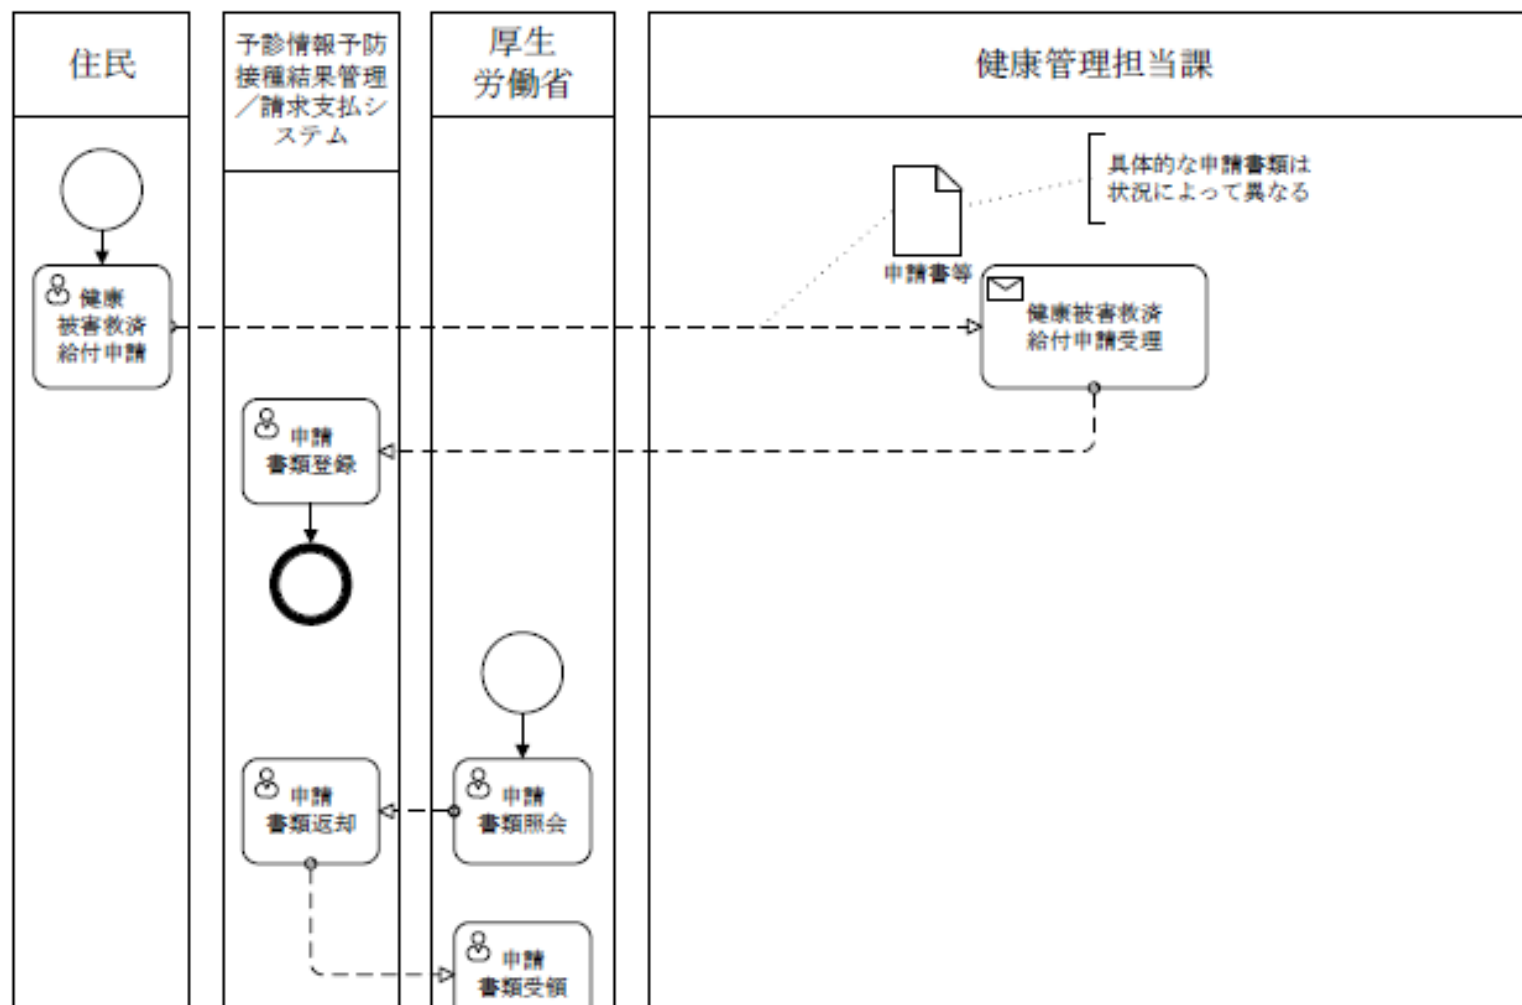 住民
予診情報予防
接種結果管理
／請求支払シ
ステム
厚生
労働省
健康管理担当課
具体的な申請書類は
状況によって異なる
申請書等
健康
被害救済
給付申請
健康被害救済
給付申請受理
申請
書類登録
申請
書類返却
申請
書類照会
申請
書類受領